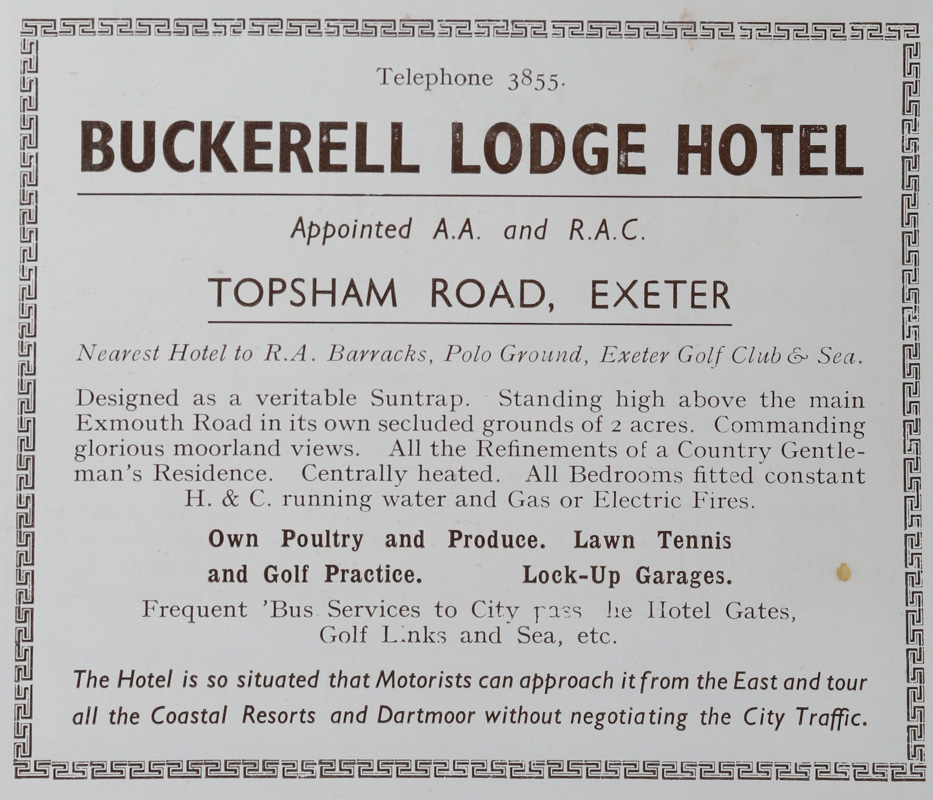 Telephone 3855.
BUCKERELL LODGE HOTEL
Appointed A.A. and R.A.C.
TOPSHAM ROAD, EXETER
Nearest Hotel to R.A. Barracks, Polo Ground, Exeter Golf Club & Sea.
Designed as a veritable Suntrap. Standing high above the main
Exmouth Road in its own secluded grounds of 2 acres. Commanding
glorious moorland views. All the Refinements of a Country Gentle-
man's Residence. Centrally heated. All Bedrooms fitted constant
H. & C. running water and Gas or Electric Fires.
Own Poultry and Produce. Lawn Tennis
and Golf Practice. Lock-Up Garages.
Frequent 'Bus Services to City pass the Hotel Gates,
Golf Links and Sea, etc.
The Hotel is so situated that Motorists can approach it from the East and tour
all the Coastal Resorts and Dartmoor without negotiating the City Traffic.